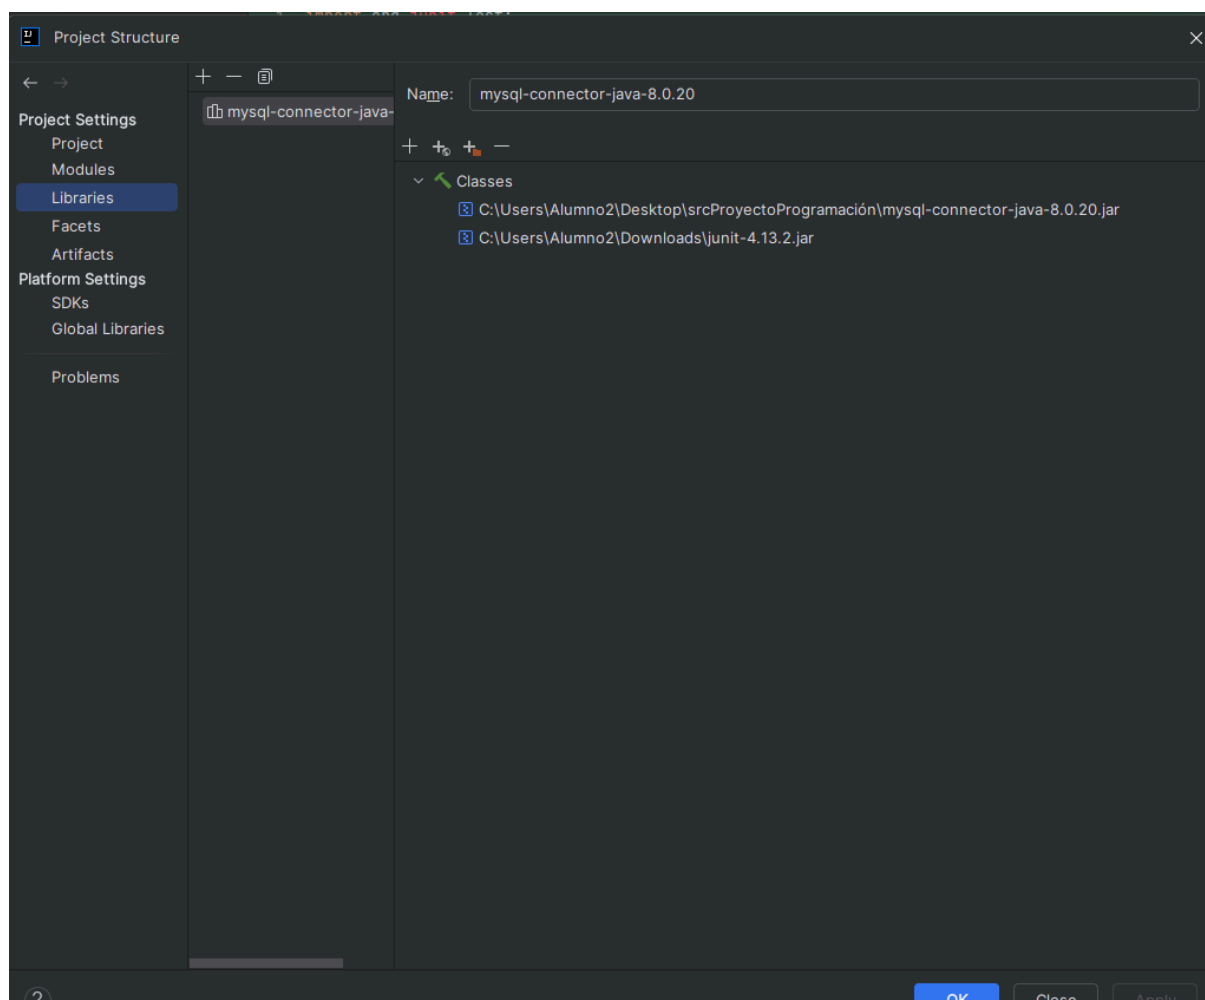 Project Structure
Project Settings
Project
Modules
Libraries
Facets
Artifacts
Platform Settings
SDKs
Global Libraries
Problems
mysql-connector-java-
Name: mysql-connector-java-8.0.20
Classes
C:\Users\Alumno2\Desktop\srcProyectoProgramación\mysql-connector-java-8.0.20.jar
C:\Users\Alumno2\Downloads\junit-4.13.2.jar
?
OK Close Apply